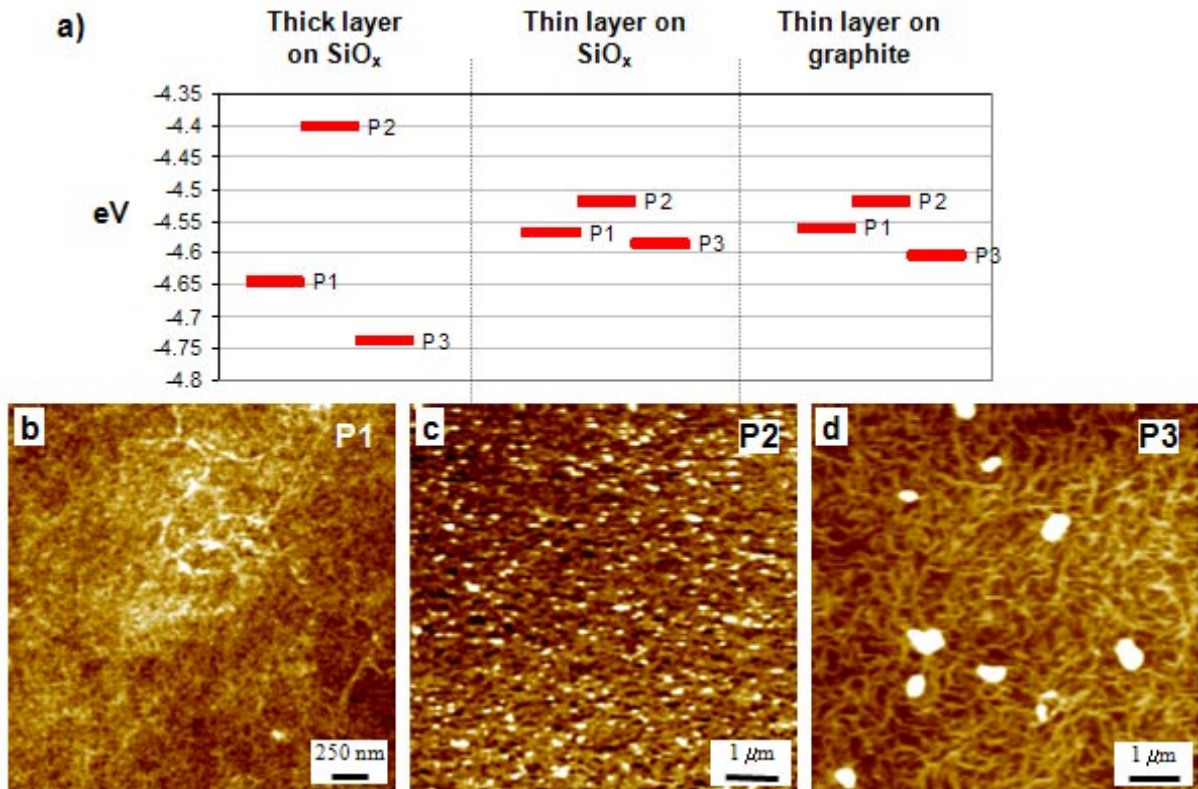 a)
Thick layer
on SiOₓ
Thin layer on
SiOₓ
Thin layer on
graphite
eV
-4.35
-4.4
-4.45
-4.5
-4.55
-4.6
-4.65
-4.7
-4.75
-4.8
P1
P2
P3
P1
P2
P3
P1
P2
P3
b
P1
250 nm
c
P2
1 μm
d
P3
1 μm